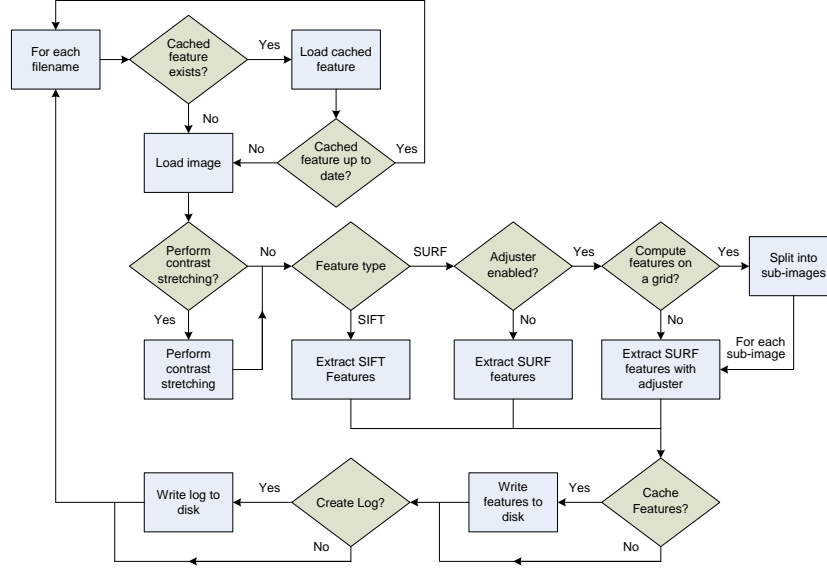 For each
filename
Cached
feature
exists?
Yes
Load cached
feature
No
Load image
No
Cached
feature up to
date?
Yes
Perform
contrast
stretching?
No
Feature type
SURF
Adjuster
enabled?
Yes
Compute
features on
a grid?
Yes
Split into
sub-images
Yes
SIFT
No
No
For each
sub-image
Perform
contrast
stretching
Extract SIFT
Features
Extract SURF
features
Extract SURF
features with
adjuster
Write log to
disk
Yes
Create Log?
Write
features to
disk
Yes
Cache
Features?
No
No